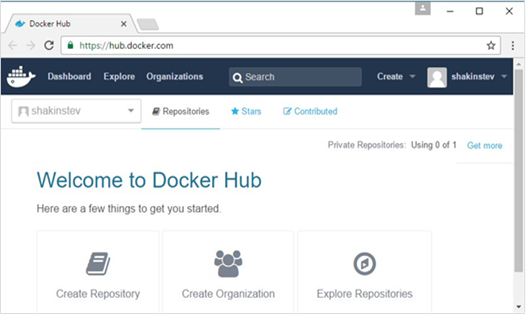 Docker Hub
https://hub.docker.com
Dashboard Explore Organizations Search Create shakinstev
shakinstev Repositories Stars Contributed
Private Repositories: Using 0 of 1 Get more
Welcome to Docker Hub
Here are a few things to get you started.
Create Repository Create Organization Explore Repositories